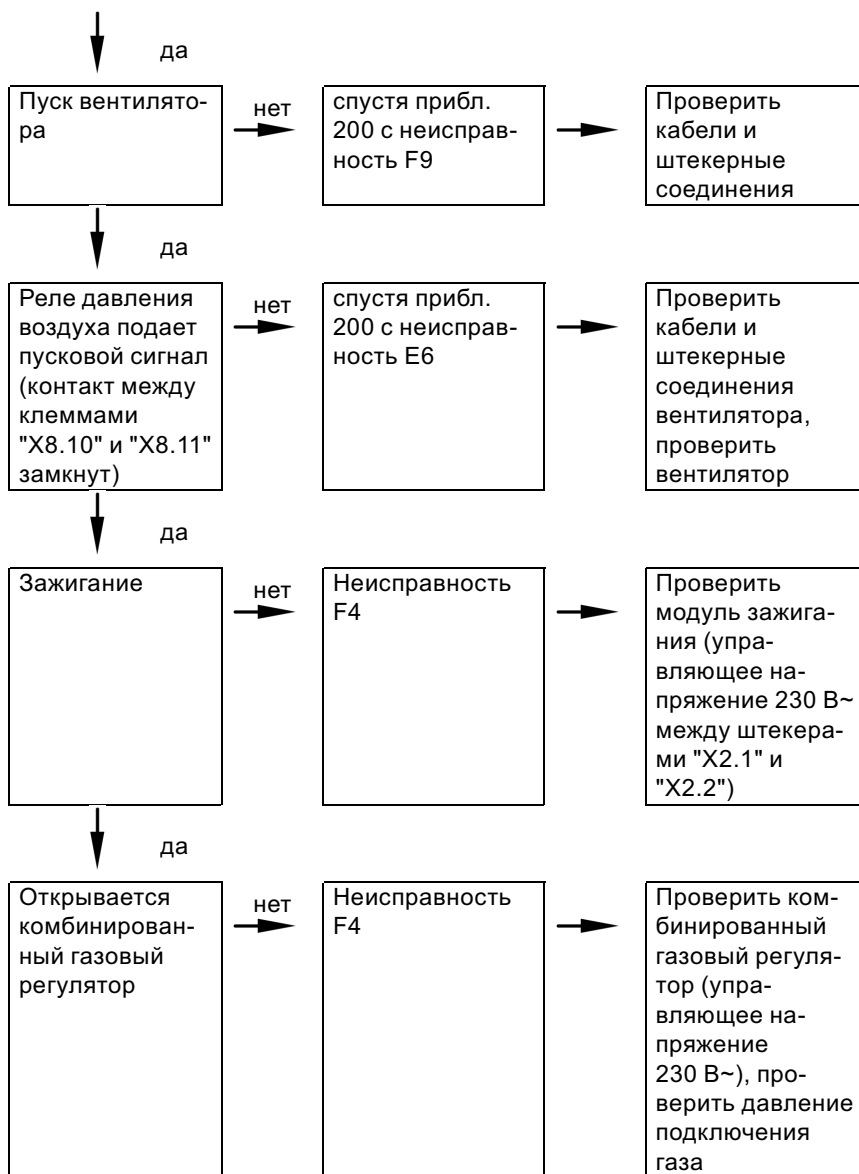 да
Пуск вентилято-
ра
нет
спустя прибл.
200 с неисправ-
ность F9
Проверить
кабели и
штекерные
соединения
да
Реле давления
воздуха подает
пусковой сигнал
(контакт между
клеммами
"X8.10" и "X8.11"
замкнут)
нет
спустя прибл.
200 с неисправ-
ность E6
Проверить
кабели и
штекерные
соединения
вентилятора,
проверить
вентилятор
да
Зажигание
нет
Неисправность
F4
Проверить
модуль зажига-
ния (упра-
вляющее на-
пряжение 230 В~
между штекера-
ми "X2.1" и
"X2.2")
да
Открывается
комбинирован-
ный газовый
регулятор
нет
Неисправность
F4
Проверить ком-
бинированный
газовый регуля-
тор (упра-
вляющее на-
пряжение
230 В~), про-
верить давление
подключения
газа